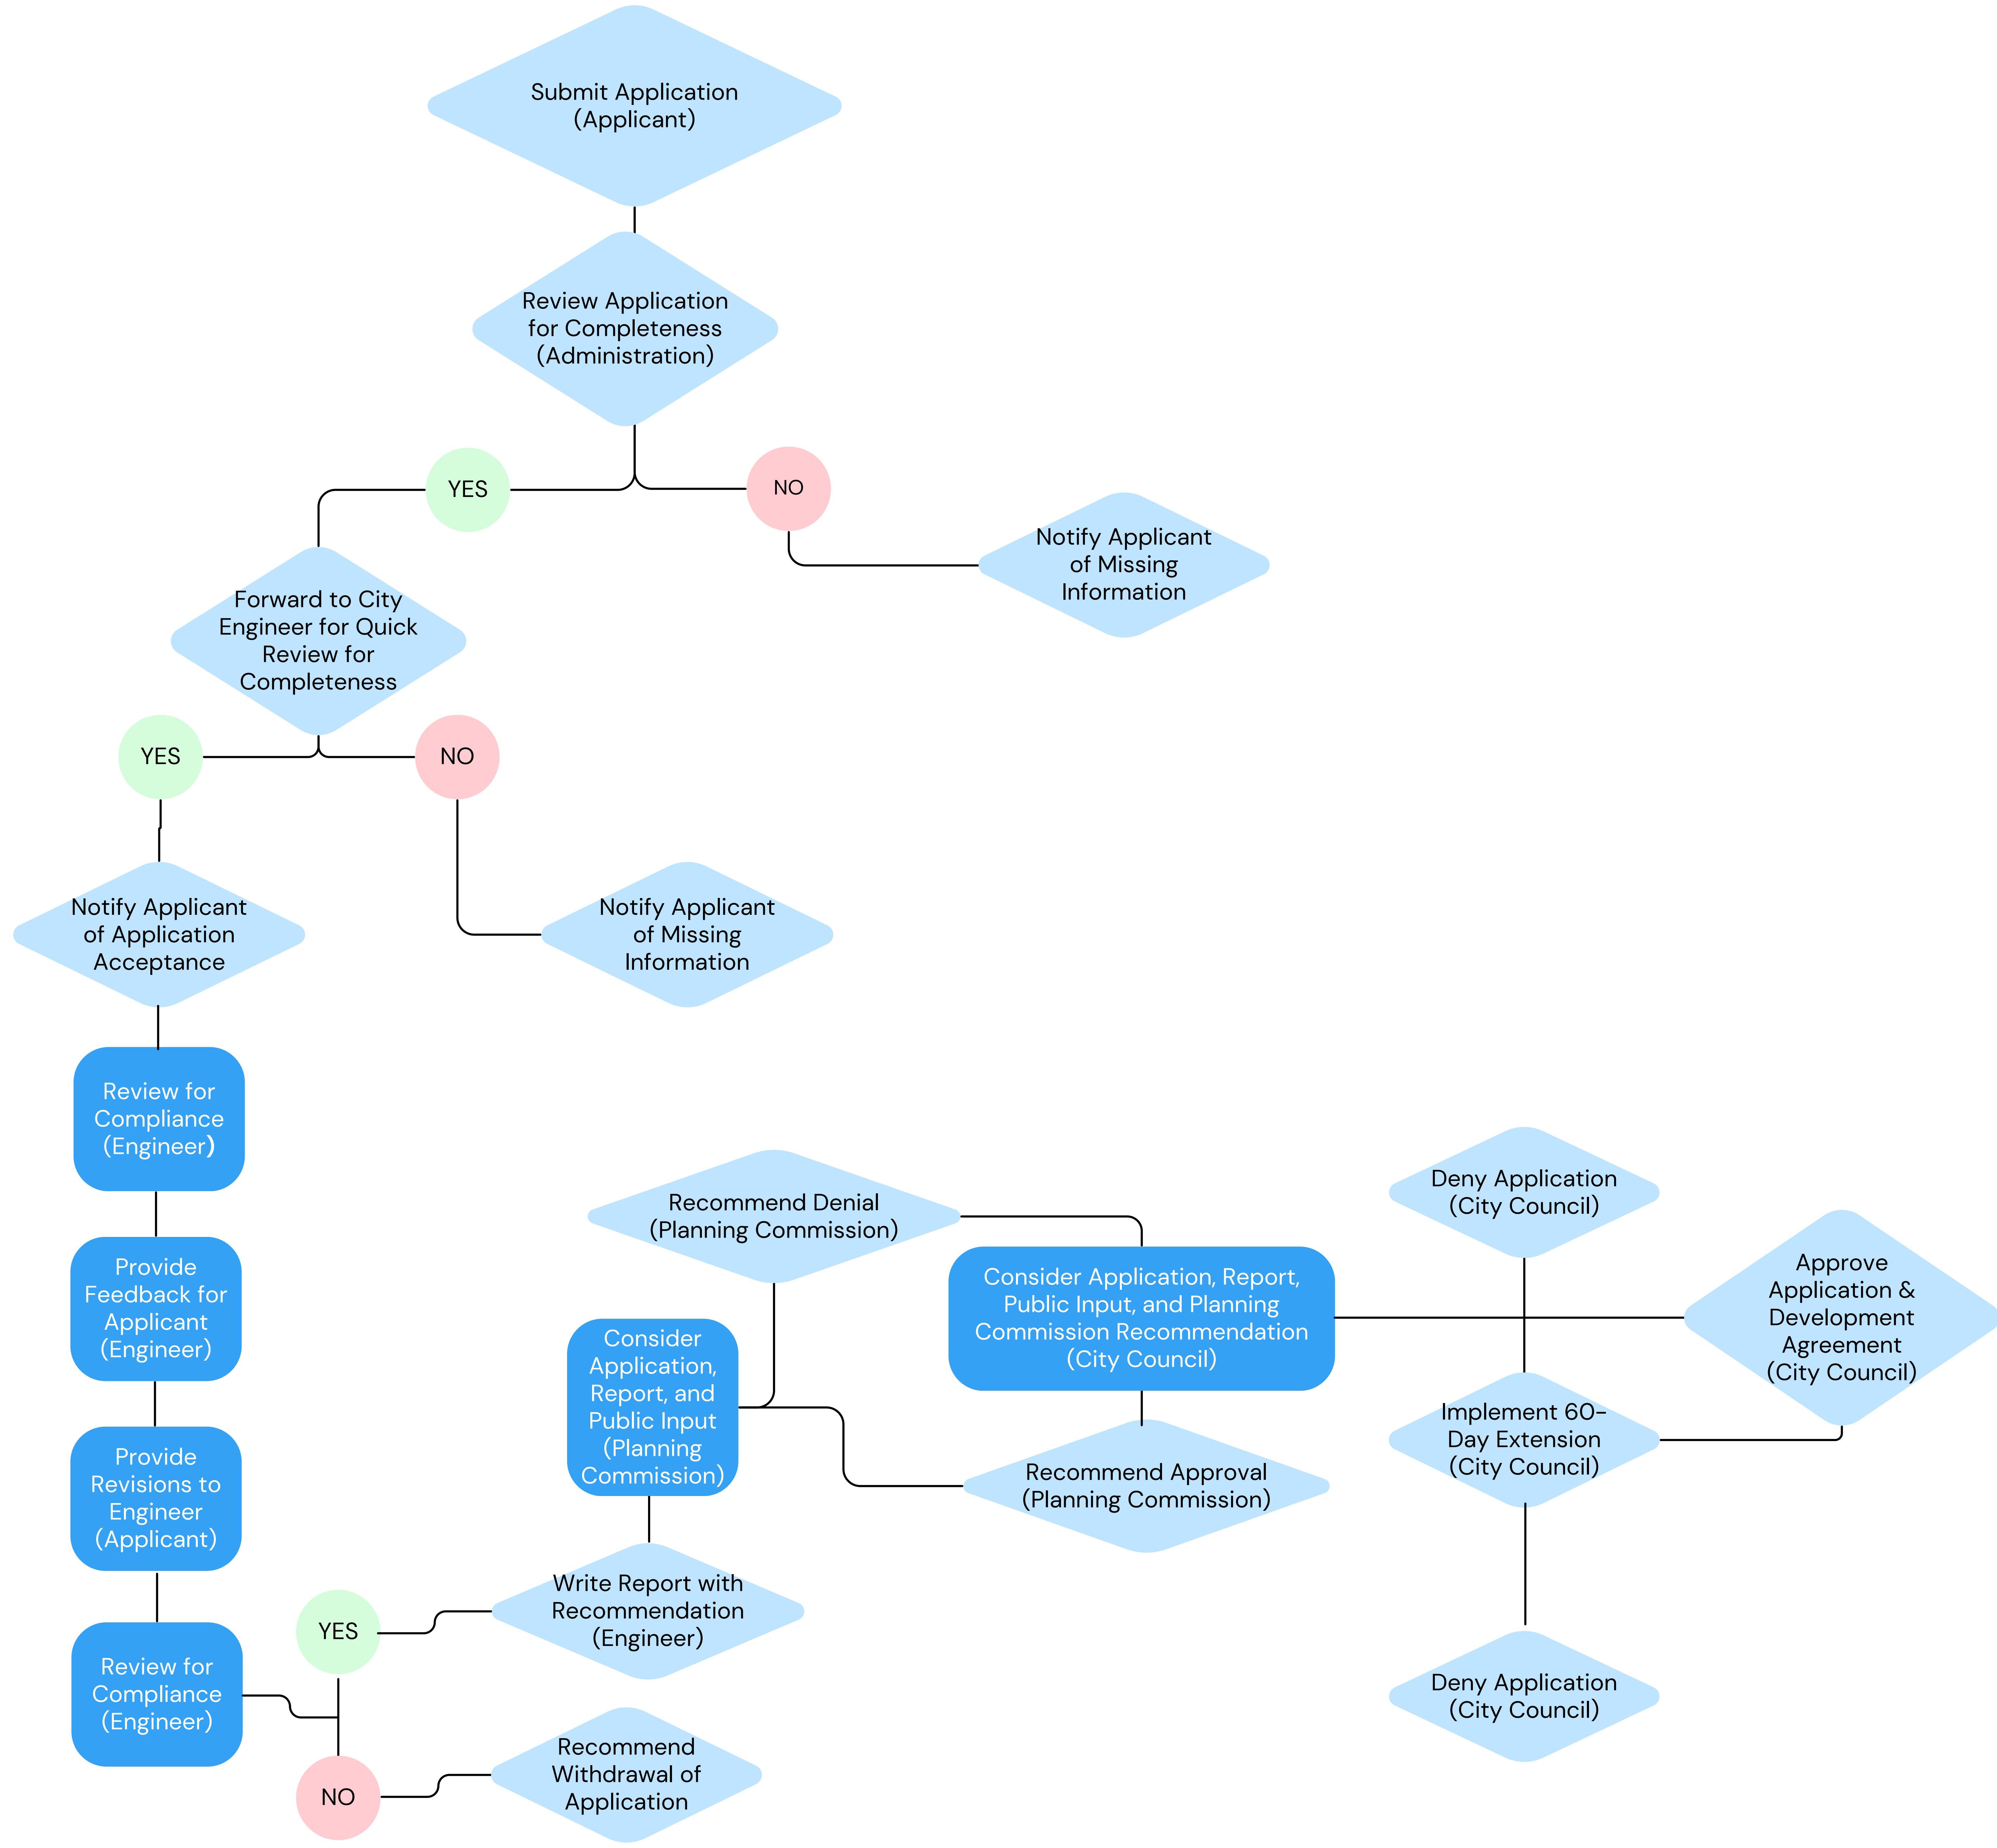 Submit Application
(Applicant)
Review Application
for Completeness
(Administration)
YES
NO
Notify Applicant
of Missing
Information
Forward to City
Engineer for Quick
Review for
Completeness
YES
NO
Notify Applicant
of Application
Acceptance
Notify Applicant
of Missing
Information
Review for
Compliance
(Engineer)
Provide
Feedback for
Applicant
(Engineer)
Provide
Revisions to
Engineer
(Applicant)
Review for
Compliance
(Engineer)
YES
NO
Write Report with
Recommendation
(Engineer)
Recommend
Withdrawal of
Application
Consider
Application,
Report, and
Public Input
(Planning
Commission)
Recommend Denial
(Planning Commission)
Recommend Approval
(Planning Commission)
Consider Application, Report,
Public Input, and Planning
Commission Recommendation
(City Council)
Deny Application
(City Council)
Approve
Application &
Development
Agreement
(City Council)
Implement 60-
Day Extension
(City Council)
Deny Application
(City Council)